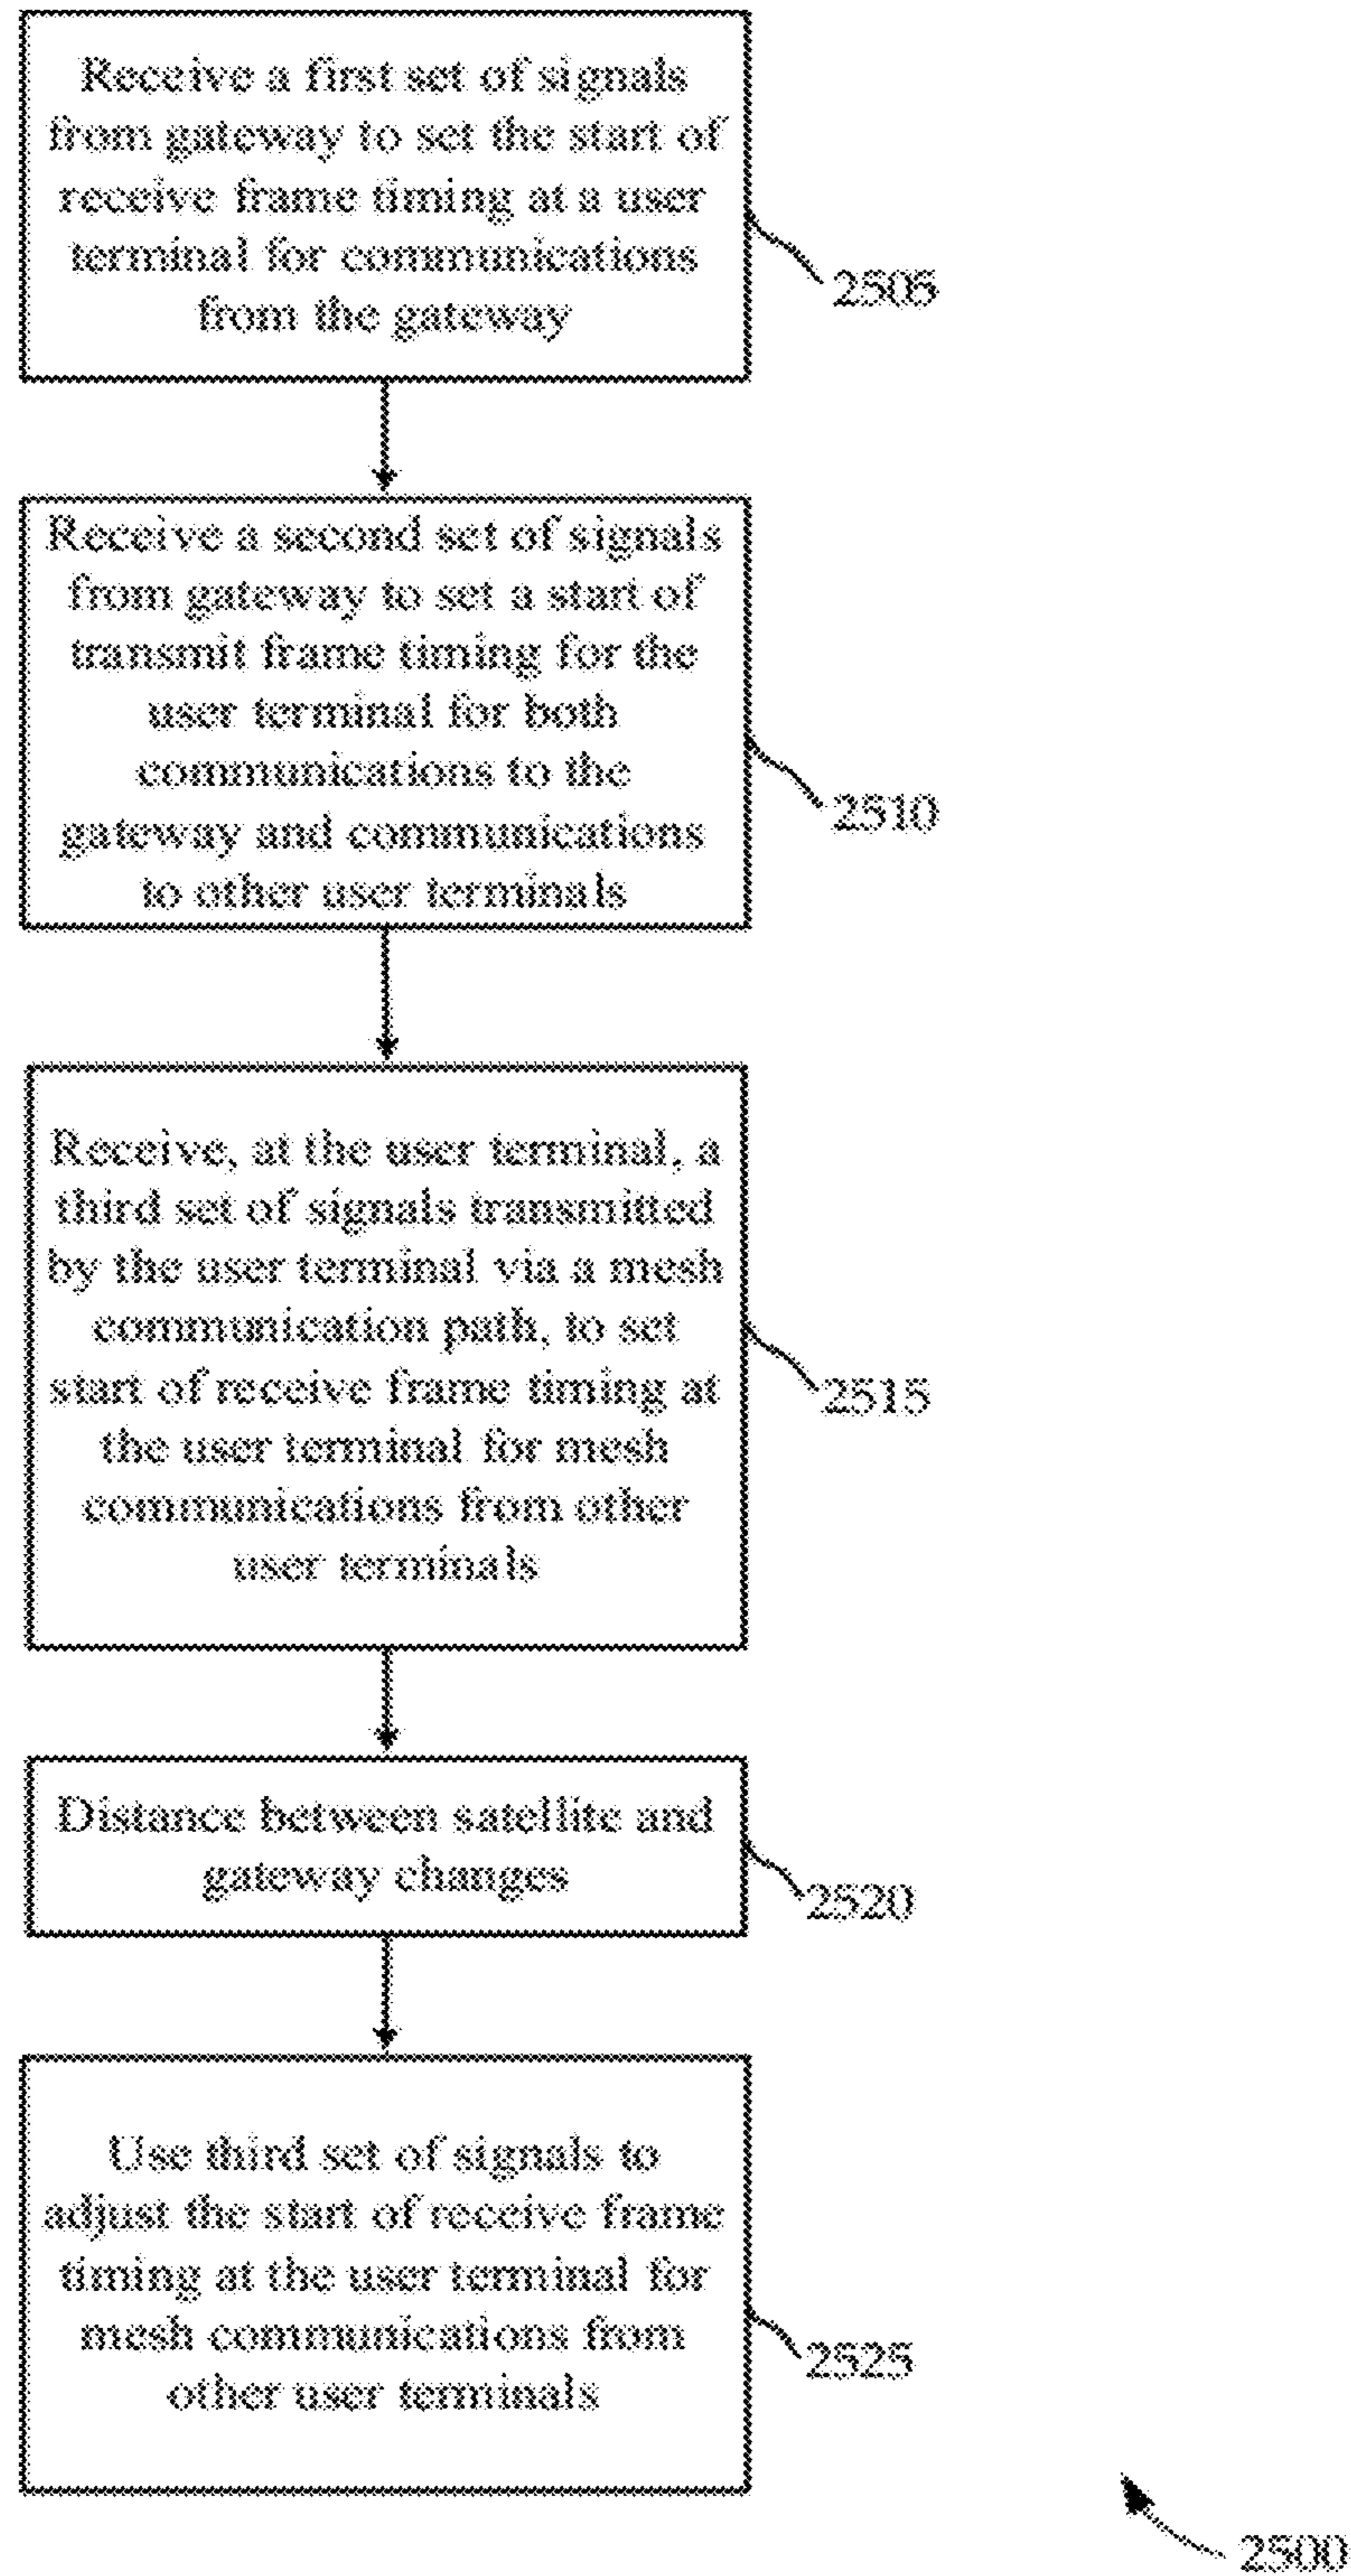 Receive a first set of signals
from gateway to set the start of
receive frame timing at a user
terminal for communications
from the gateway
2505
Receive a second set of signals
from gateway to set a start of
transmit frame timing for the
user terminal for both
communications to the
gateway and communications
to other user terminals
2510
Receive, at the user terminal, a
third set of signals transmitted
by the user terminal via a mesh
communication path, to set
start of receive frame timing at
the user terminal for mesh
communications from other
user terminals
2515
Distance between satellite and
gateway changes
2520
Use third set of signals to
adjust the start of receive frame
timing at the user terminal for
mesh communications from
other user terminals
2525
2500